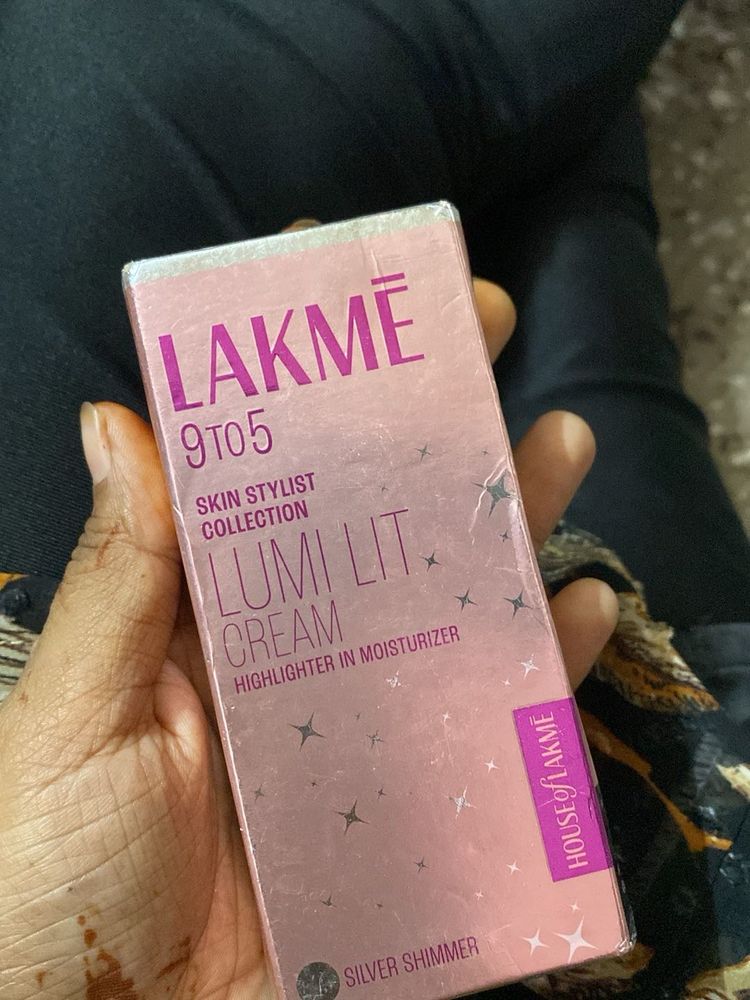 LAKMĒ
9TO5
SKIN STYLIST
COLLECTION
LUMI LIT
CREAM
HIGHLIGHTER IN MOISTURIZER
HOUSE of LAKMĒ
SILVER SHIMMER